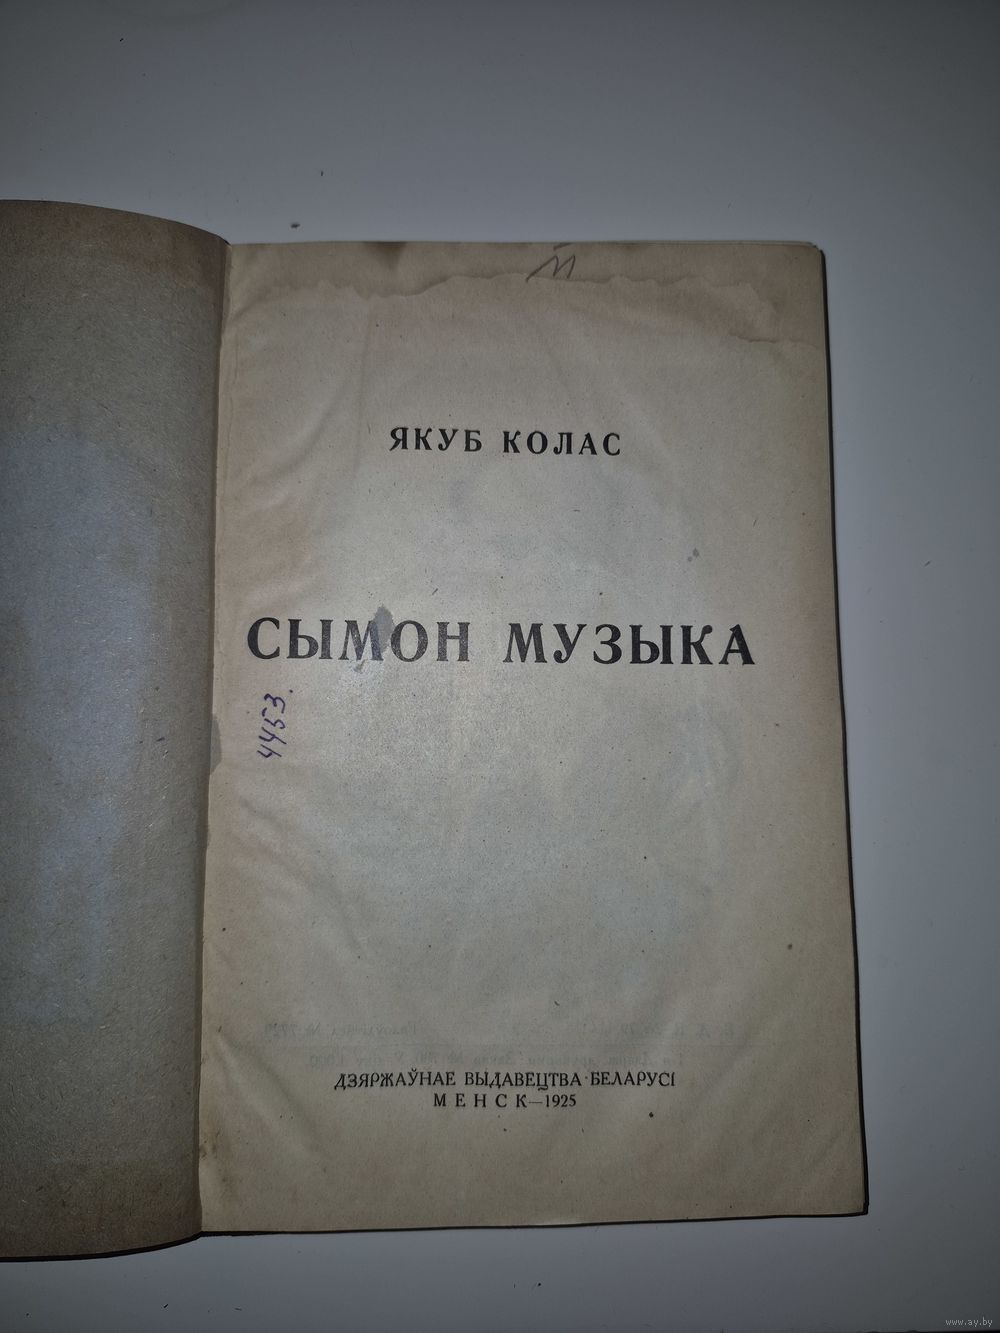 ЯКУБ КОЛАС
СЫМОН МУЗЫКА
4453.
ДЗЯРЖАЎНАЕ ВЫДАВЕЦТВА БЕЛАРУСІ
МЕНСК—1925
www.ay.by